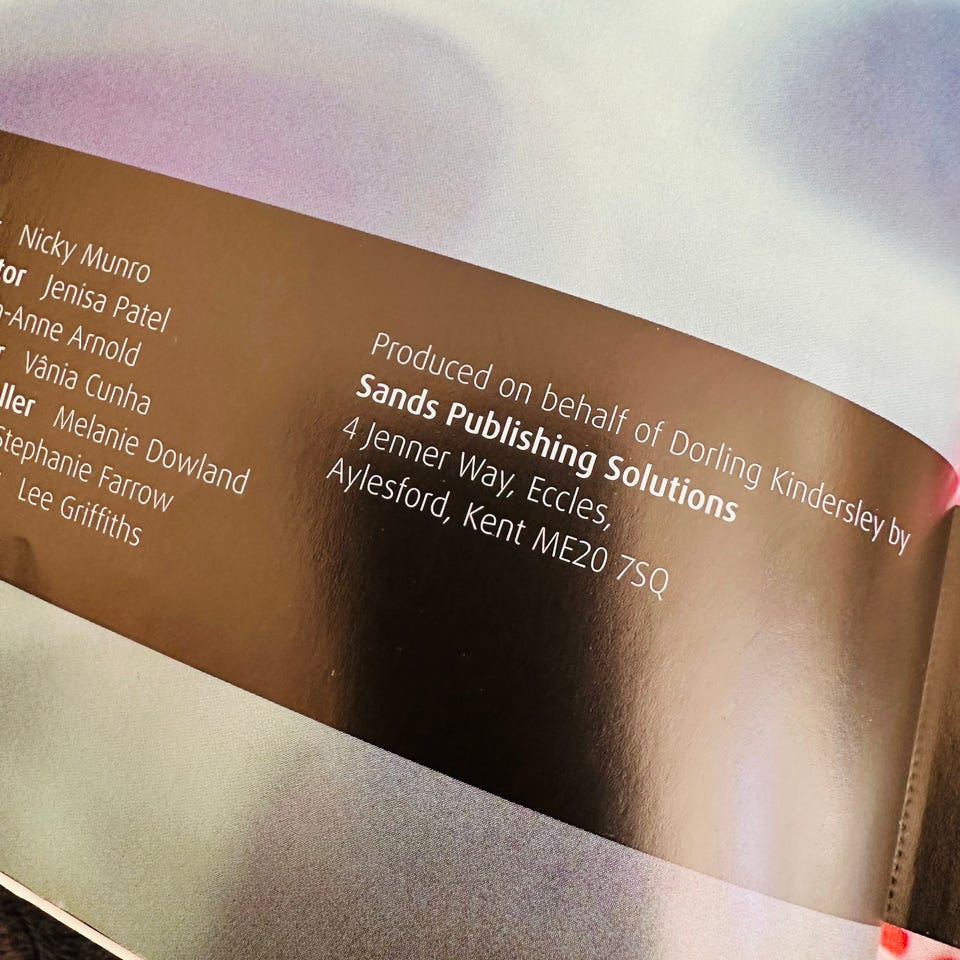 Nicky Munro
tor Jenisa Patel
-Anne Arnold
r Vânia Cunha
ller Melanie Dowland
Stephanie Farrow
Lee Griffiths
Produced on behalf of Dorling Kindersley by
Sands Publishing Solutions
4 Jenner Way, Eccles,
Aylesford, Kent ME20 7SQ